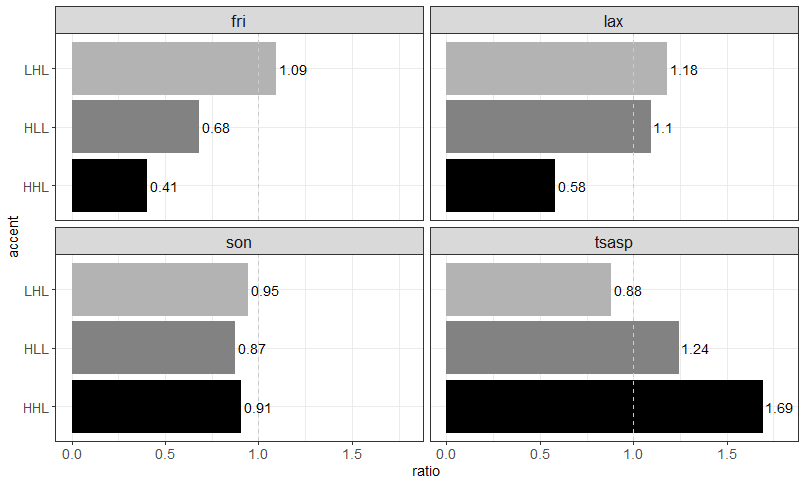 fri
lax
LHL
1.09
1.18
HLL
0.68
1.1
HHL
0.41
0.58
accent
son
tsasp
LHL
0.95
0.88
HLL
0.87
1.24
HHL
0.91
1.69
0.0 0.5 1.0 1.5
0.0 0.5 1.0 1.5
ratio